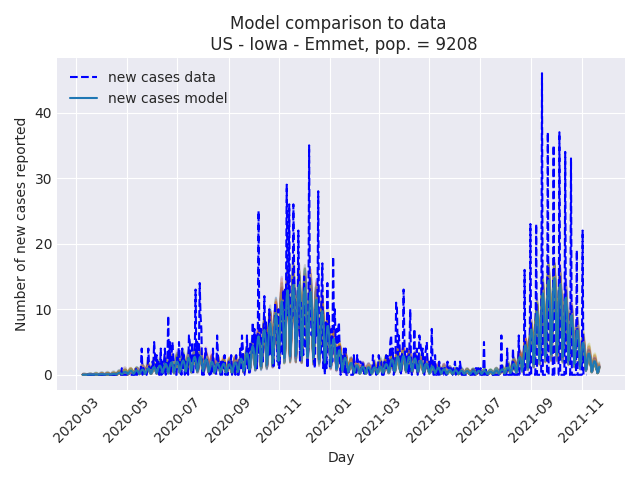 Model comparison to data
US - Iowa - Emmet, pop. = 9208
new cases data
new cases model
Number of new cases reported
40
30
20
10
0
2020-03
2020-05
2020-07
2020-09
2020-11
2021-01
2021-03
2021-05
2021-07
2021-09
2021-11
Day